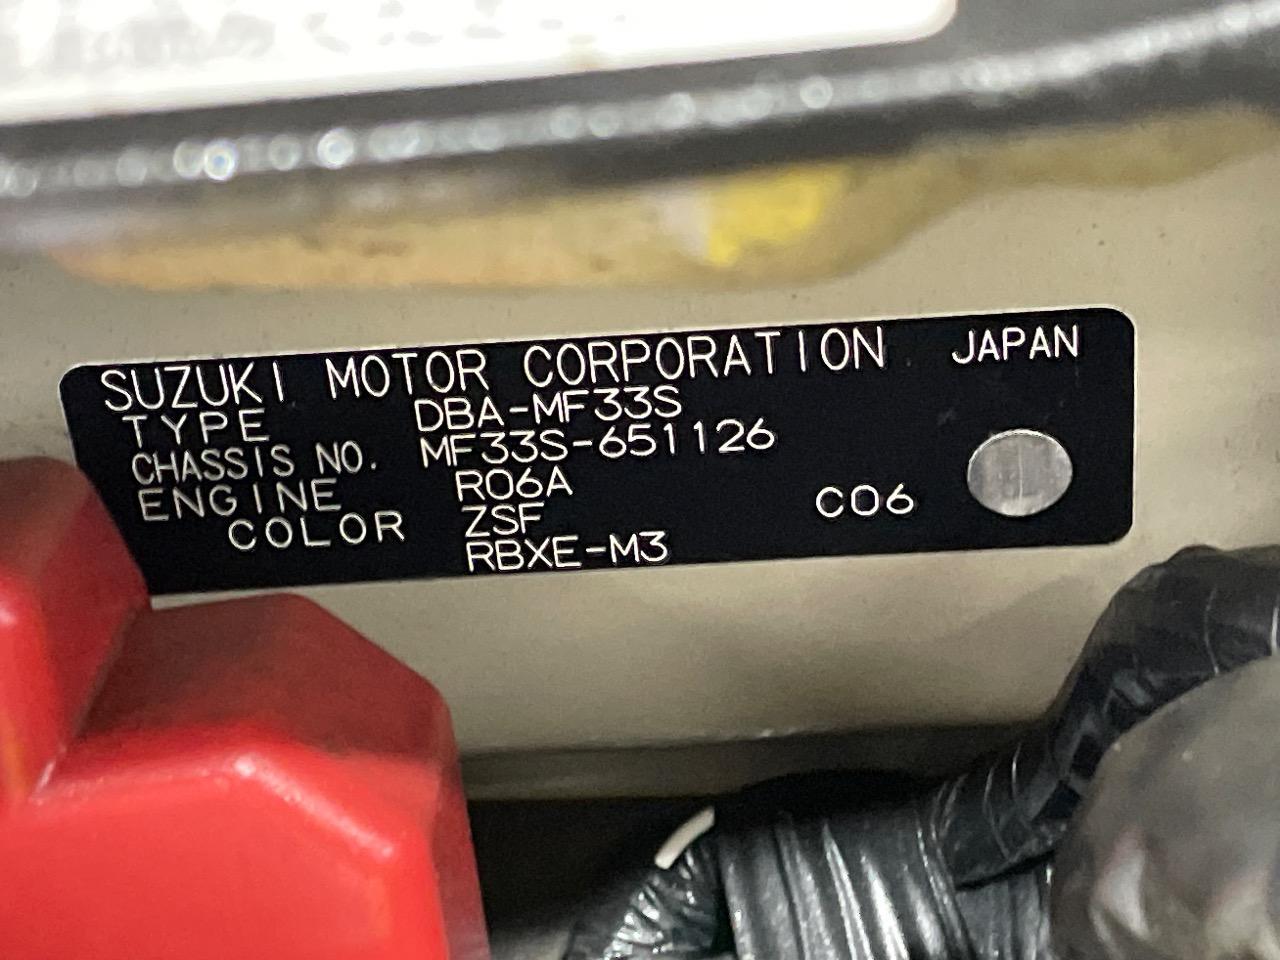 SUZUKI MOTOR CORPORATION JAPAN
TYPE DBA-MF33S
CHASSIS NO. MF33S-651126
ENGINE R06A
COLOR ZSF C06
RBXE-M3